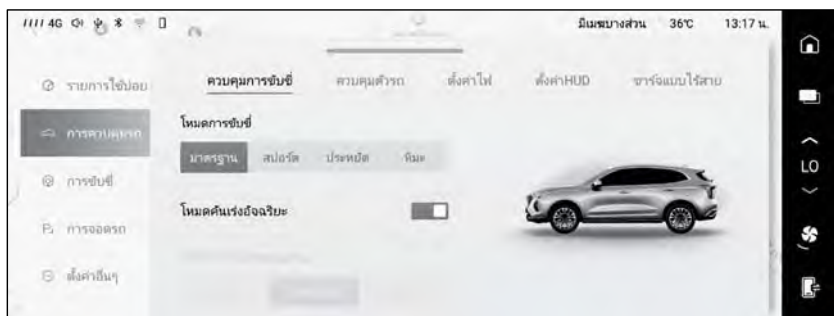 4G มีเมฆบางส่วน 36℃ 13:17 น.
รายการใช้บ่อย
ควบคุมการขับขี่ ควบคุมตัวรถ ตั้งค่าไฟ ตั้งค่าHUD ชาร์จแบบไร้สาย
การควบคุมรถ
โหมดการขับขี่
มาตรฐาน สปอร์ต ประหยัด หิมะ
LO
การขับขี่
โหมดคันเร่งอัจฉริยะ
การจอดรถ
ตั้งค่าอื่นๆ